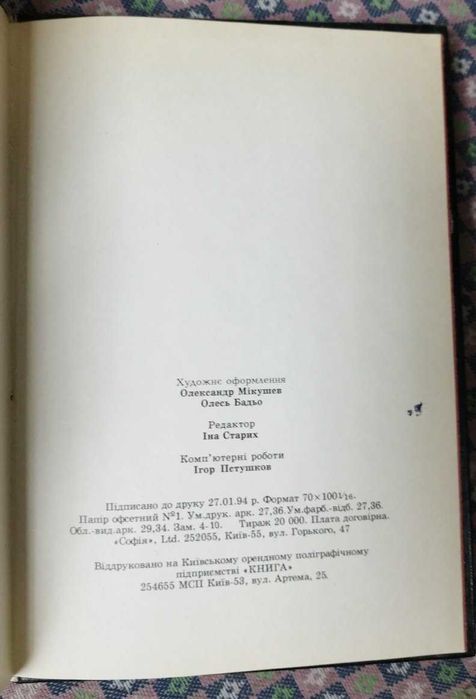 Художнє оформлення
Олександр Мікушев
Олесь Бадьо
Редактор
Іна Старих
Комп'ютерні роботи
Ігор Петушков
Підписано до друку 27.01.94 р. Формат 70×100 1/16.
Папір офсетний №1. Ум.друк. арк. 27,36. Ум.фарб.-відб. 27,36.
Обл.-вид.арк. 29,34. Зам. 4-10. Тираж 20 000. Плата договірна.
«Софія», Ltd. 252055, Київ-55, вул. Горького, 47
Віддруковано на Київському орендному поліграфічному
підприємстві «КНИГА»
254655 МСП Київ-53, вул. Артема, 25.